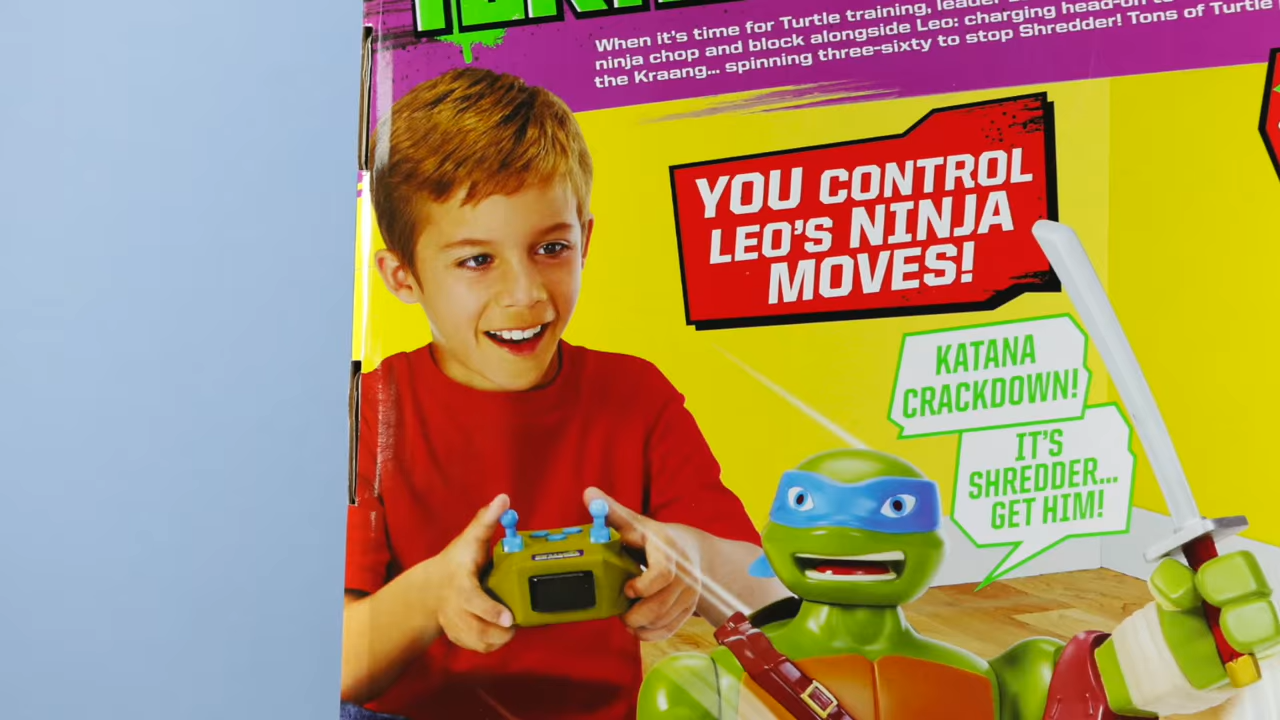 When it's time for Turtle training,
ninja chop and block alongside Leo: charging head-on to
the Kraang... spinning three-sixty to stop Shredder! Tons of Turtle
YOU CONTROL
LEO'S NINJA
MOVES!
KATANA
CRACKDOWN!
IT'S
SHREDDER...
GET HIM!